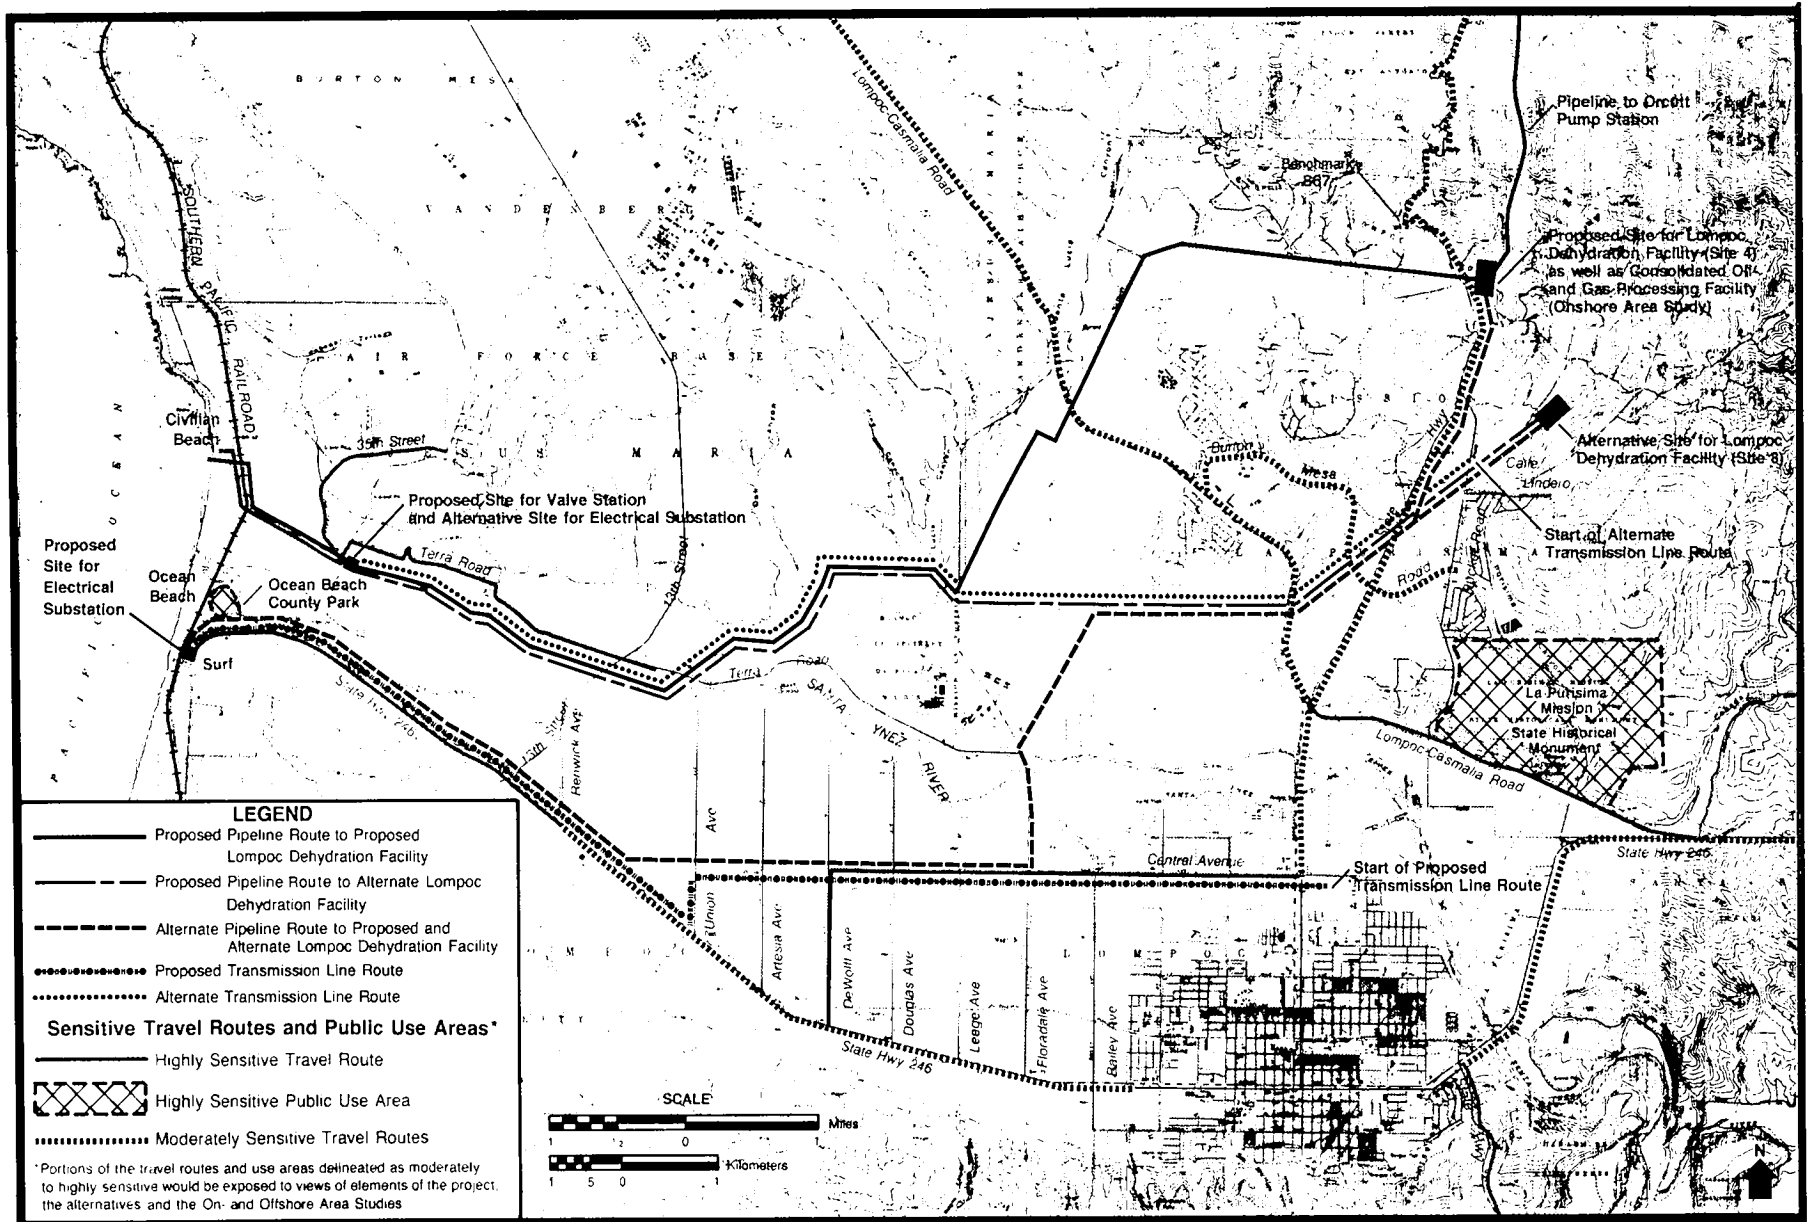 BURTON MESA
Lompoc-Casmalia Road
Pipeline to Orcutt
Pump Station
Benchmark
867
VANDENBERG
SOUTHERN PACIFIC RAILROAD
Proposed Site for Lompoc
Dehydration Facility (Site 4)
as well as Consolidated Oil
and Gas Processing Facility
(Onshore Area Study)
AIR FORCE BASE
Civilian
Beach
35th Street
ESUS MARIA
Burton Mesa
Hwy
Alternative Site for Lompoc
Dehydration Facility (Site 8)
Calle
Lindero
Proposed Site for Valve Station
and Alternative Site for Electrical Substation
Start of Alternate
Transmission Line Route
Proposed
Site for
Electrical
Substation
Ocean
Beach
Ocean Beach
County Park
Terra Road
13th Street
Road
Surf
PACIFIC OCEAN
Terra Road
SANTA YNEZ RIVER
La Purisima
Mission
State Historical
Monument
State Hwy 246
13th Street
Renwick Ave
Lompoc-Casmalia Road
Central Avenue
State Hwy 246
Start of Proposed
Transmission Line Route
Union Ave
Artesia Ave
DeWolff Ave
Douglas Ave
Leege Ave
Floradale Ave
Bailey Ave
LOMPOC
State Hwy 246
LEGEND
Proposed Pipeline Route to Proposed
Lompoc Dehydration Facility
Proposed Pipeline Route to Alternate Lompoc
Dehydration Facility
Alternate Pipeline Route to Proposed and
Alternate Lompoc Dehydration Facility
Proposed Transmission Line Route
Alternate Transmission Line Route
Sensitive Travel Routes and Public Use Areas*
Highly Sensitive Travel Route
Highly Sensitive Public Use Area
Moderately Sensitive Travel Routes
*Portions of the travel routes and use areas delineated as moderately
to highly sensitive would be exposed to views of elements of the project,
the alternatives and the On- and Offshore Area Studies
SCALE
1 1/2 0 1 Miles
1 5 0 1 Kilometers
N